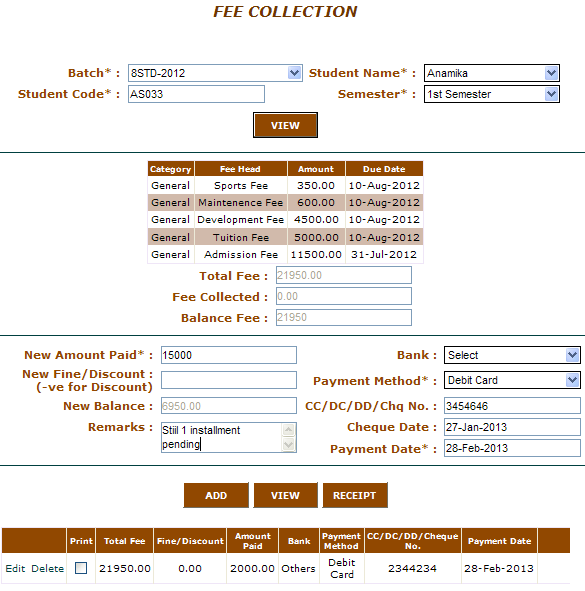 FEE COLLECTION
Batch* : 8STD-2012 Student Name* : Anamika
Student Code* : AS033 Semester* : 1st Semester
VIEW
Category Fee Head Amount Due Date
General Sports Fee 350.00 10-Aug-2012
General Maintenence Fee 600.00 10-Aug-2012
General Development Fee 4500.00 10-Aug-2012
General Tuition Fee 5000.00 10-Aug-2012
General Admission Fee 11500.00 31-Jul-2012
Total Fee : 21950.00
Fee Collected : 0.00
Balance Fee : 21950
New Amount Paid* : 15000 Bank : Select
New Fine/Discount :
(-ve for Discount) Payment Method* : Debit Card
New Balance : 6950.00 CC/DC/DD/Chq No. : 3454646
Remarks : Stiil 1 installment Cheque Date : 27-Jan-2013
pending Payment Date* : 28-Feb-2013
ADD VIEW RECEIPT
Print Total Fee Fine/Discount Amount Paid Bank Payment Method CC/DC/DD/Cheque No. Payment Date
Edit Delete 21950.00 0.00 2000.00 Others Debit Card 2344234 28-Feb-2013